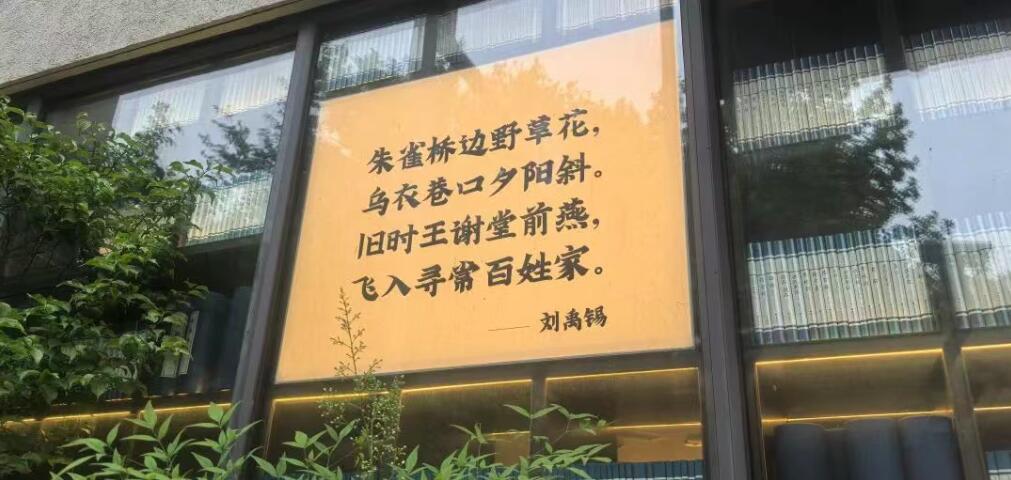 朱雀桥边野草花，
乌衣巷口夕阳斜。
旧时王谢堂前燕，
飞入寻常百姓家。
—— 刘禹锡